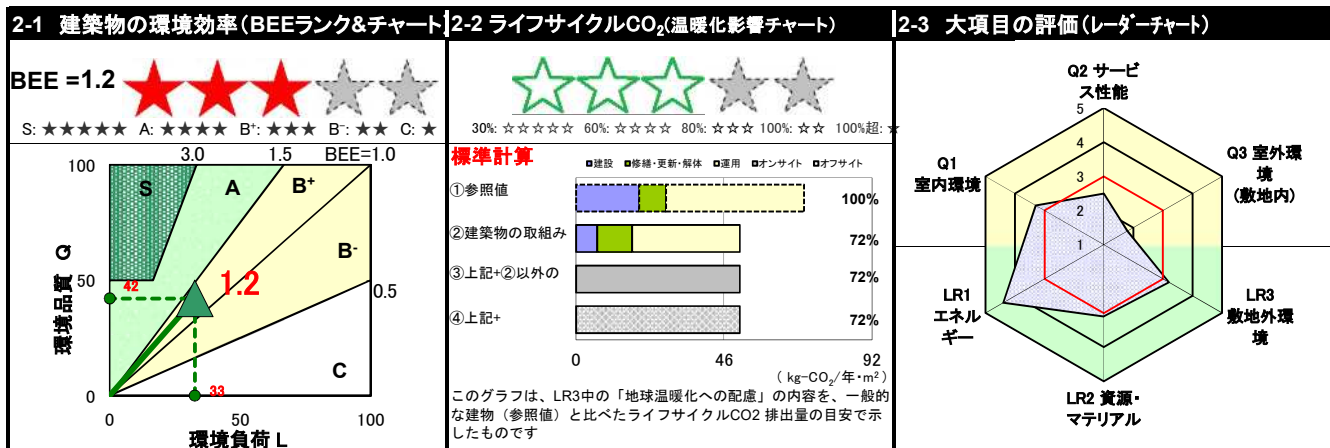 2-1 建築物の環境効率(BEEランク&チャート)
BEE =1.2
S: ★★★★★ A: ★★★★ B⁺: ★★★ B⁻: ★★ C: ★
3.0 1.5 BEE=1.0
100
S A B⁺
B⁻
50
42
1.2
0.5
C
33
0
0 50 100
環境品質 Q
環境負荷 L
2-2 ライフサイクルCO₂(温暖化影響チャート)
30%: ☆☆☆☆☆ 60%: ☆☆☆☆ 80%: ☆☆☆ 100%: ☆☆ 100%超: ☆
標準計算
■建設 ■修繕・更新・解体 ■運用 ■オンサイト ■オフサイト
①参照値 100%
②建築物の取組み 72%
③上記+②以外の 72%
④上記+ 72%
0 46 92
( kg-CO₂/年・m²)
このグラフは、LR3中の「地球温暖化への配慮」の内容を、一般的
な建物(参照値)と比べたライフサイクルCO2 排出量の目安で示
したものです
2-3 大項目の評価(レーダーチャート)
Q2 サービ
ス性能
5
4
3
2
1
Q1
室内環境
Q3 室外環
境
(敷地内)
LR1
エネル
ギー
LR3
敷地外環
境
LR2 資源・
マテリアル